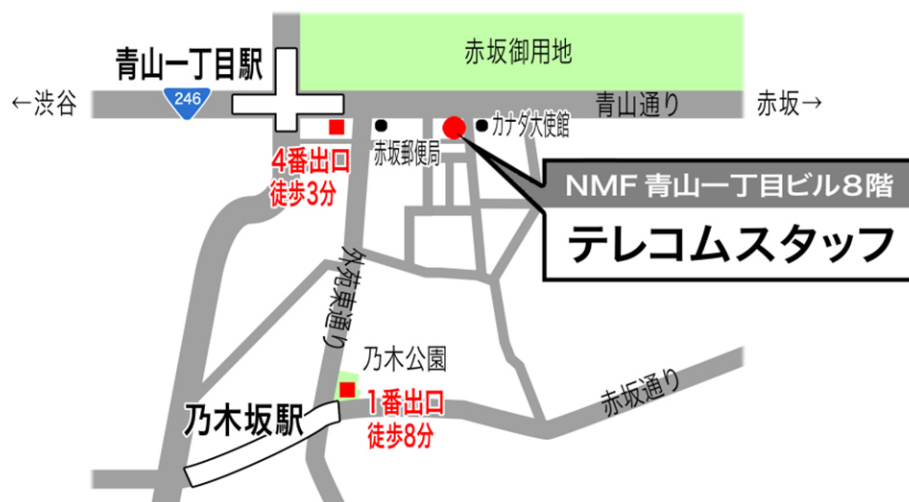 赤坂御用地
青山一丁目駅
←渋谷
246
青山通り
赤坂→
カナダ大使館
赤坂郵便局
4番出口
徒歩3分
NMF 青山一丁目ビル8階
テレコムスタッフ
外苑東通り
乃木公園
1番出口
徒歩8分
赤坂通り
乃木坂駅